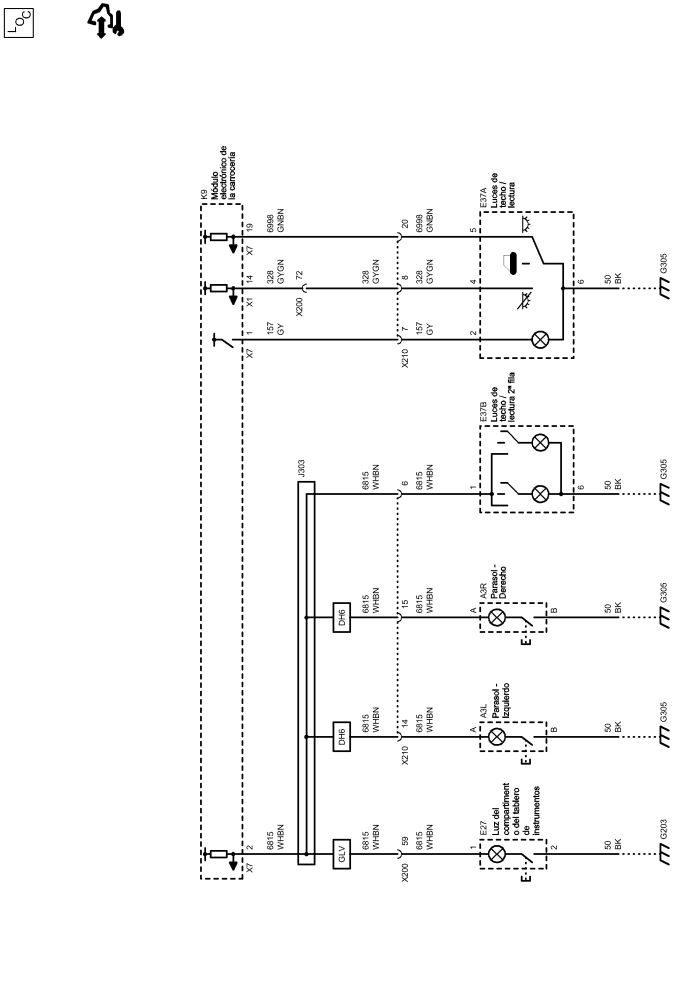 LOC
K9
Módulo
electrónico de
la carrocería
X7
2
6815
WHBN
J303
GLV
6815
WHBN
X200
59
6815
WHBN
1
E27
Luz del
compartiment
o del tablero
de
instrumentos
2
50
BK
G203
DH6
6815
WHBN
X210
14
6815
WHBN
A
A3L
Parasol -
Izquierdo
B
50
BK
G305
DH6
6815
WHBN
15
6815
WHBN
A
A3R
Parasol -
Derecho
B
50
BK
G305
6815
WHBN
6
6815
WHBN
1
E37B
Luces de
techo /
lectura 2ª fila
6
50
BK
G305
X7
1
157
GY
X210
7
157
GY
2
X1
14
328
GYGN
X200
72
328
GYGN
8
328
GYGN
4
X7
19
6998
GNBN
20
6998
GNBN
5
E37A
Luces de
techo /
lectura
6
50
BK
G305